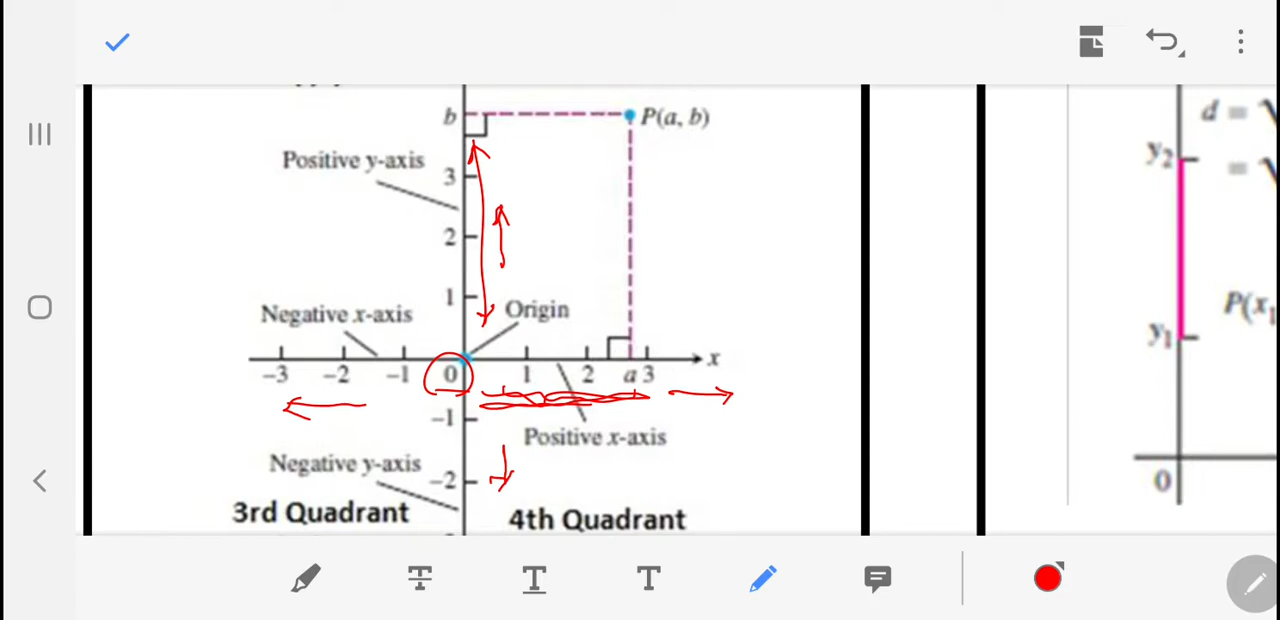 b
P(a, b)
Positive y-axis
3
2
1
Negative x-axis
Origin
x
−3 −2 −1 0 1 2 a 3
−1
Positive x-axis
Negative y-axis
−2
3rd Quadrant
4th Quadrant
T T T
d =
y₂
=
y₁
P(x₁
0